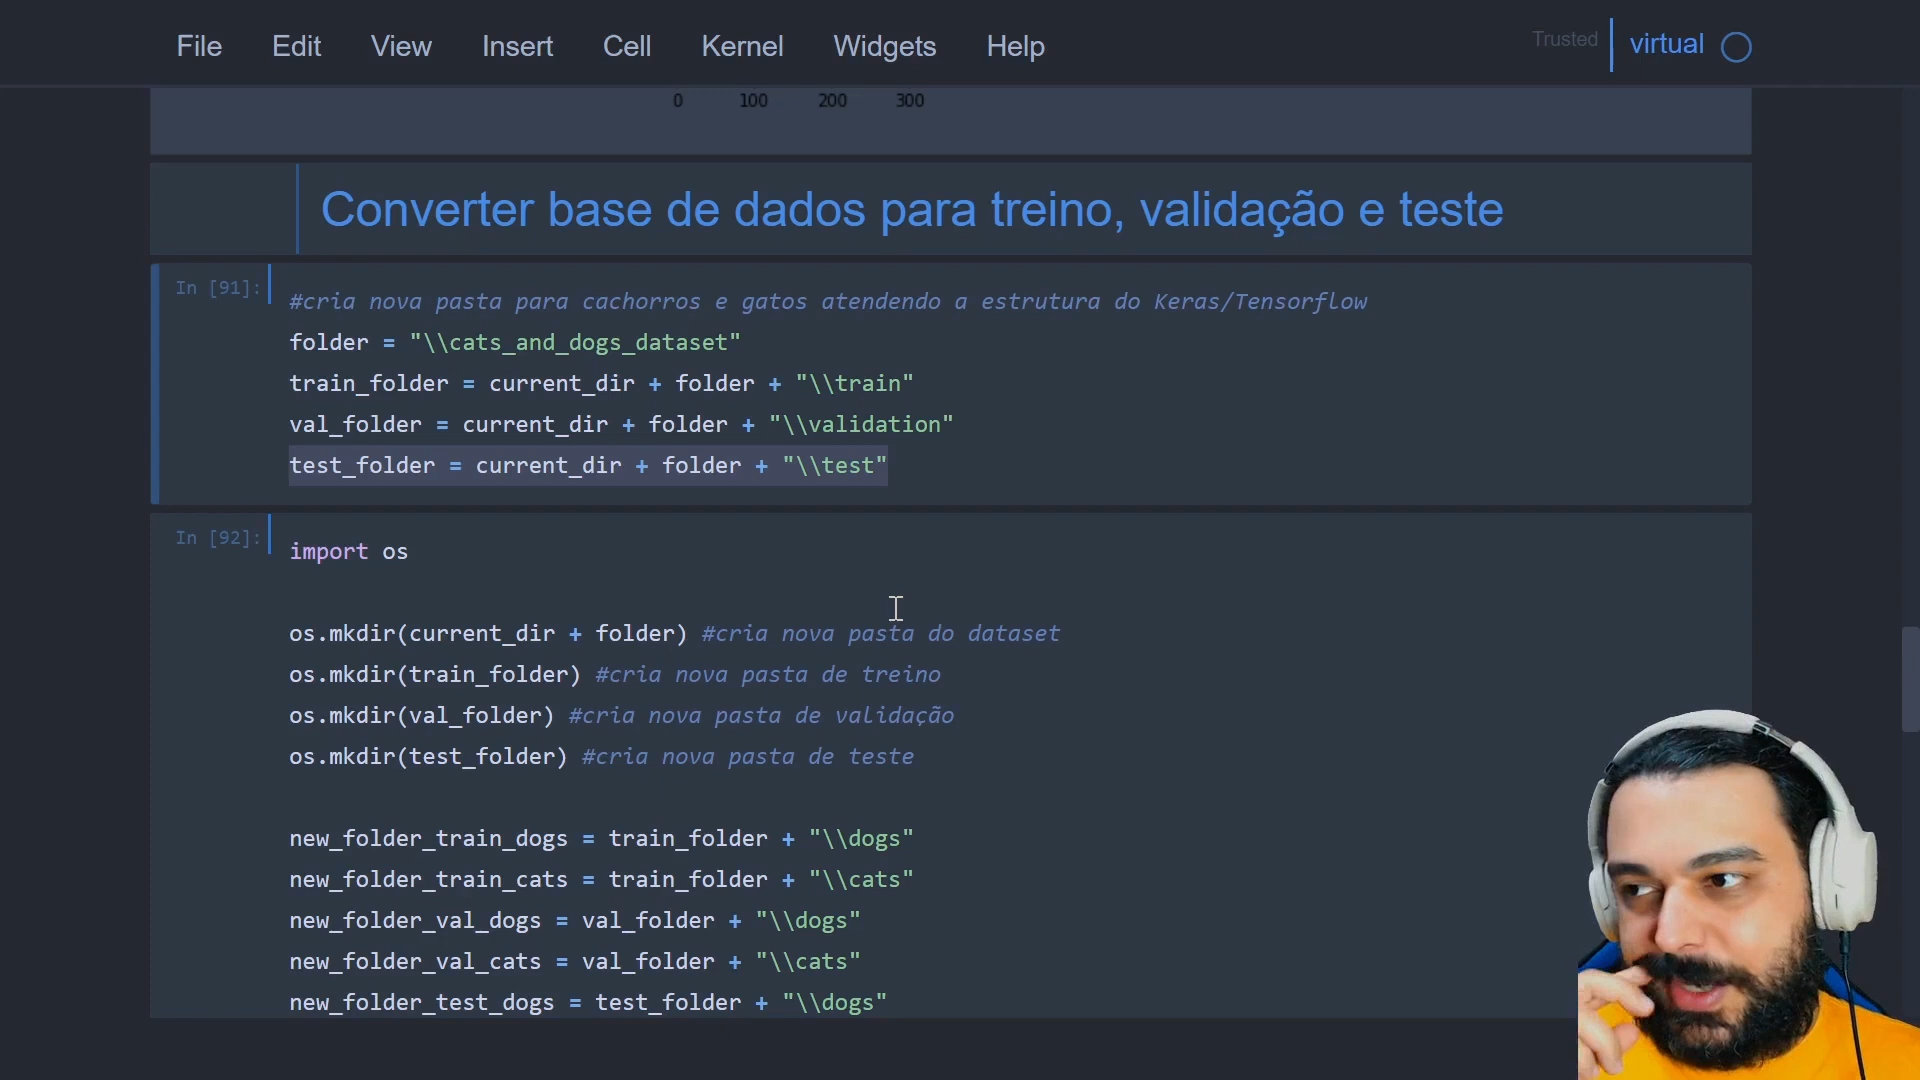 File Edit View Insert Cell Kernel Widgets Help Trusted virtual
0 100 200 300
Converter base de dados para treino, validação e teste
In [91]:
#cria nova pasta para cachorros e gatos atendendo a estrutura do Keras/Tensorflow
folder = "\\cats_and_dogs_dataset"
train_folder = current_dir + folder + "\\train"
val_folder = current_dir + folder + "\\validation"
test_folder = current_dir + folder + "\\test"
In [92]:
import os
os.mkdir(current_dir + folder) #cria nova pasta do dataset
os.mkdir(train_folder) #cria nova pasta de treino
os.mkdir(val_folder) #cria nova pasta de validação
os.mkdir(test_folder) #cria nova pasta de teste
new_folder_train_dogs = train_folder + "\\dogs"
new_folder_train_cats = train_folder + "\\cats"
new_folder_val_dogs = val_folder + "\\dogs"
new_folder_val_cats = val_folder + "\\cats"
new_folder_test_dogs = test_folder + "\\dogs"